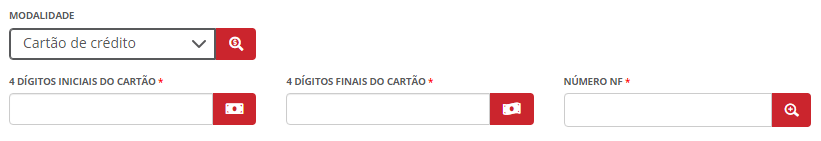 MODALIDADE
Cartão de crédito
4 DÍGITOS INICIAIS DO CARTÃO *
4 DÍGITOS FINAIS DO CARTÃO *
NÚMERO NF *